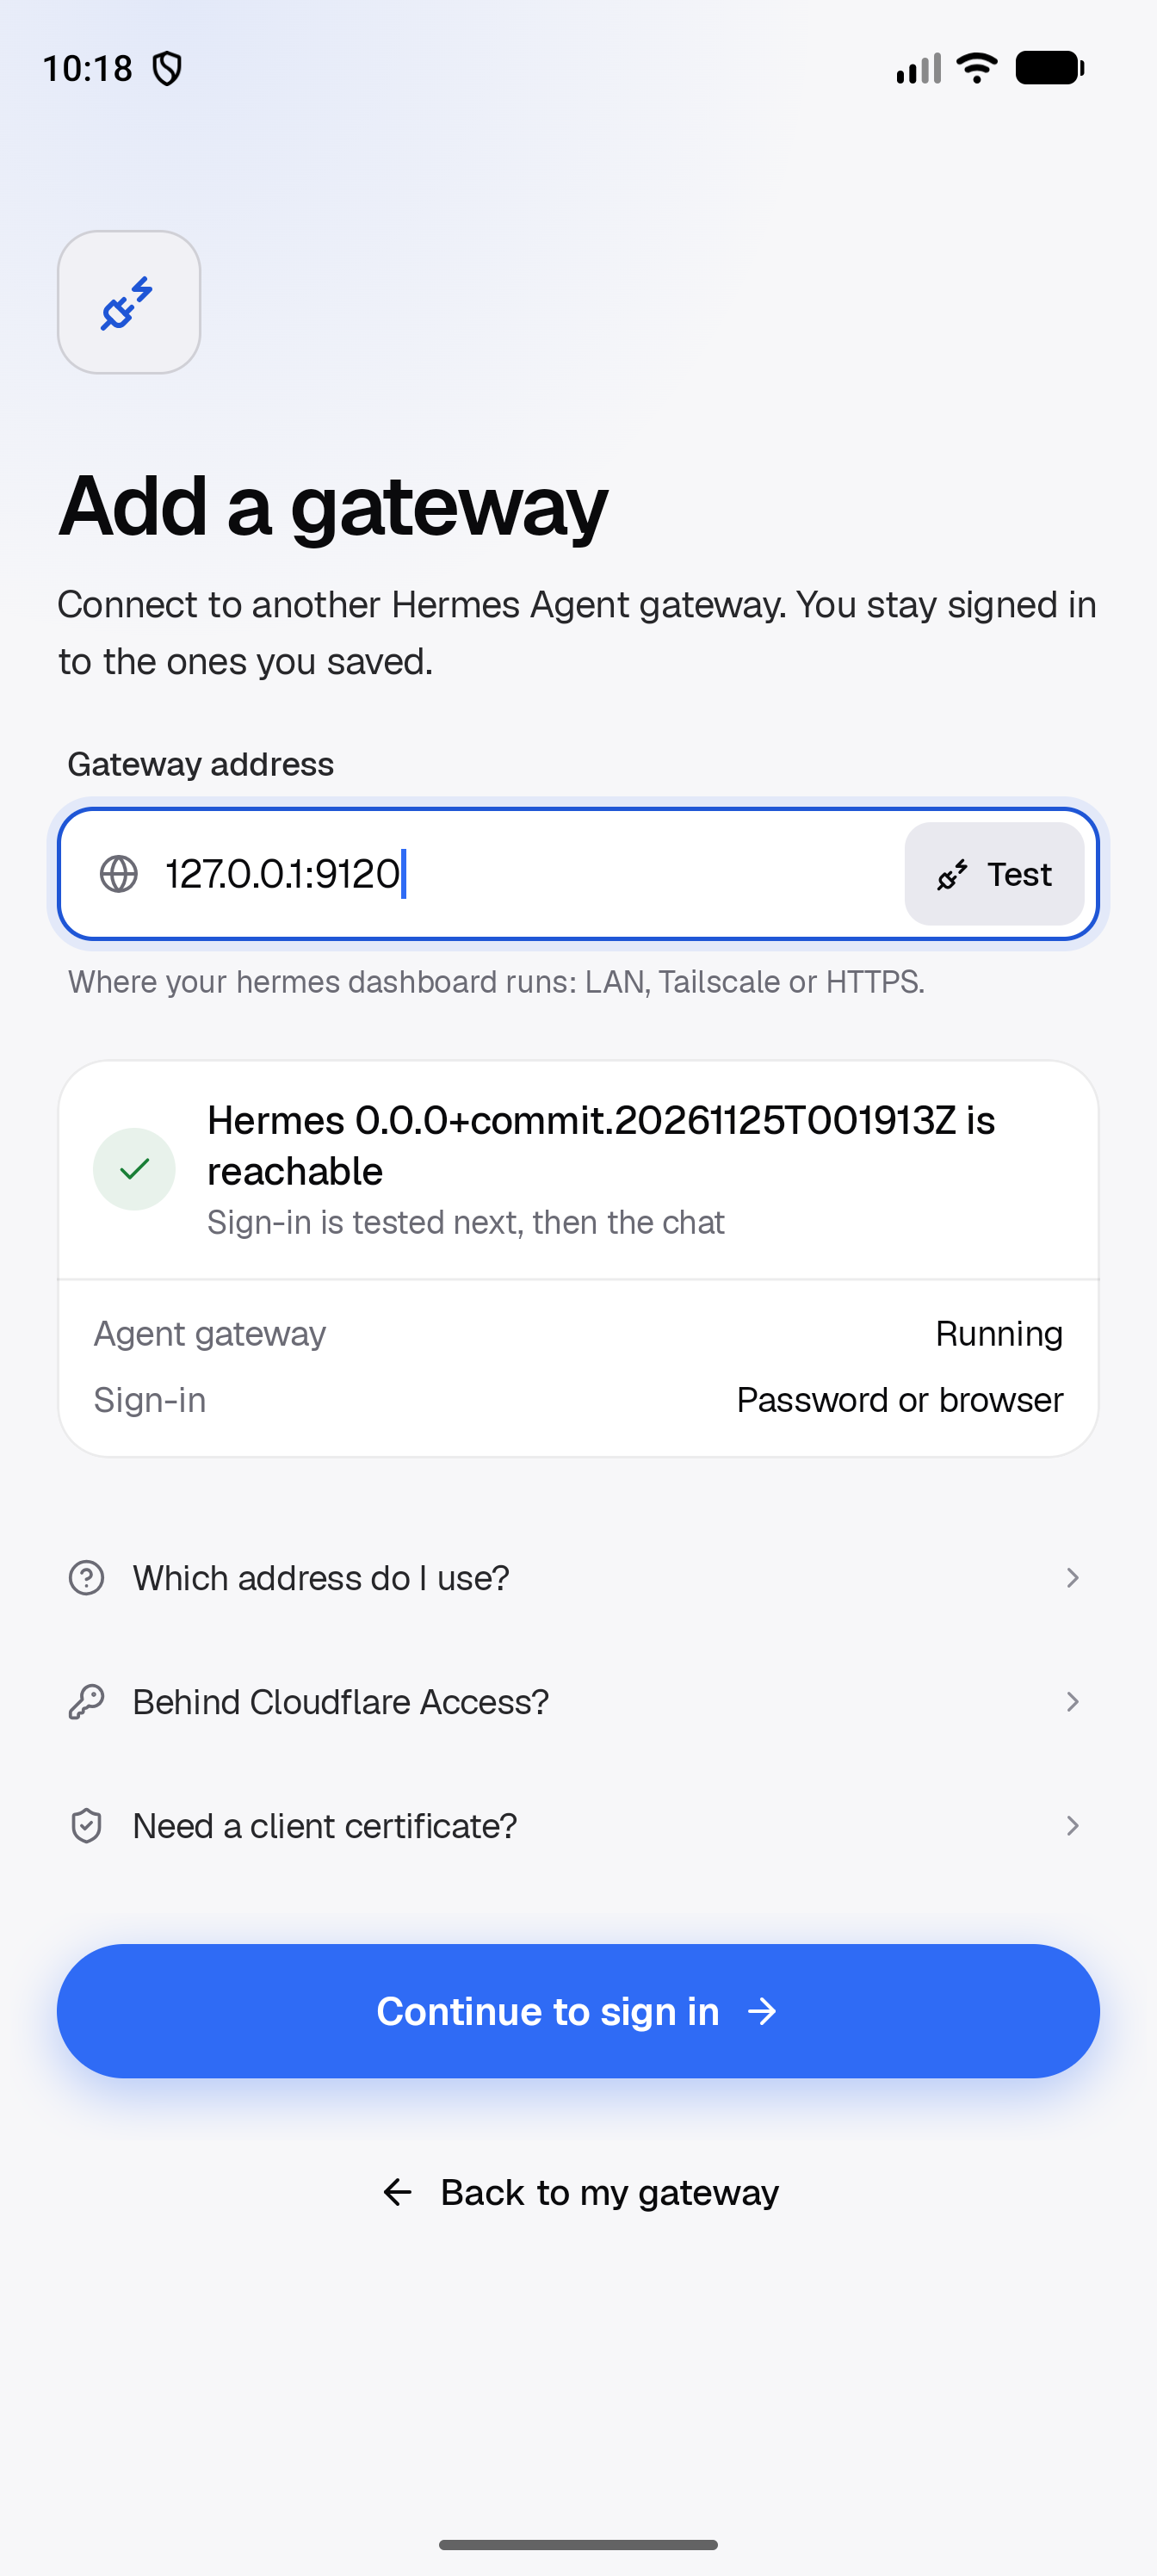 10:18
Add a gateway
Connect to another Hermes Agent gateway. You stay signed in
to the ones you saved.
Gateway address
127.0.0.1:9120
Test
Where your hermes dashboard runs: LAN, Tailscale or HTTPS.
Hermes 0.0.0+commit.20261125T001913Z is
reachable
Sign-in is tested next, then the chat
Agent gateway
Running
Sign-in
Password or browser
Which address do I use?
Behind Cloudflare Access?
Need a client certificate?
Continue to sign in
Back to my gateway